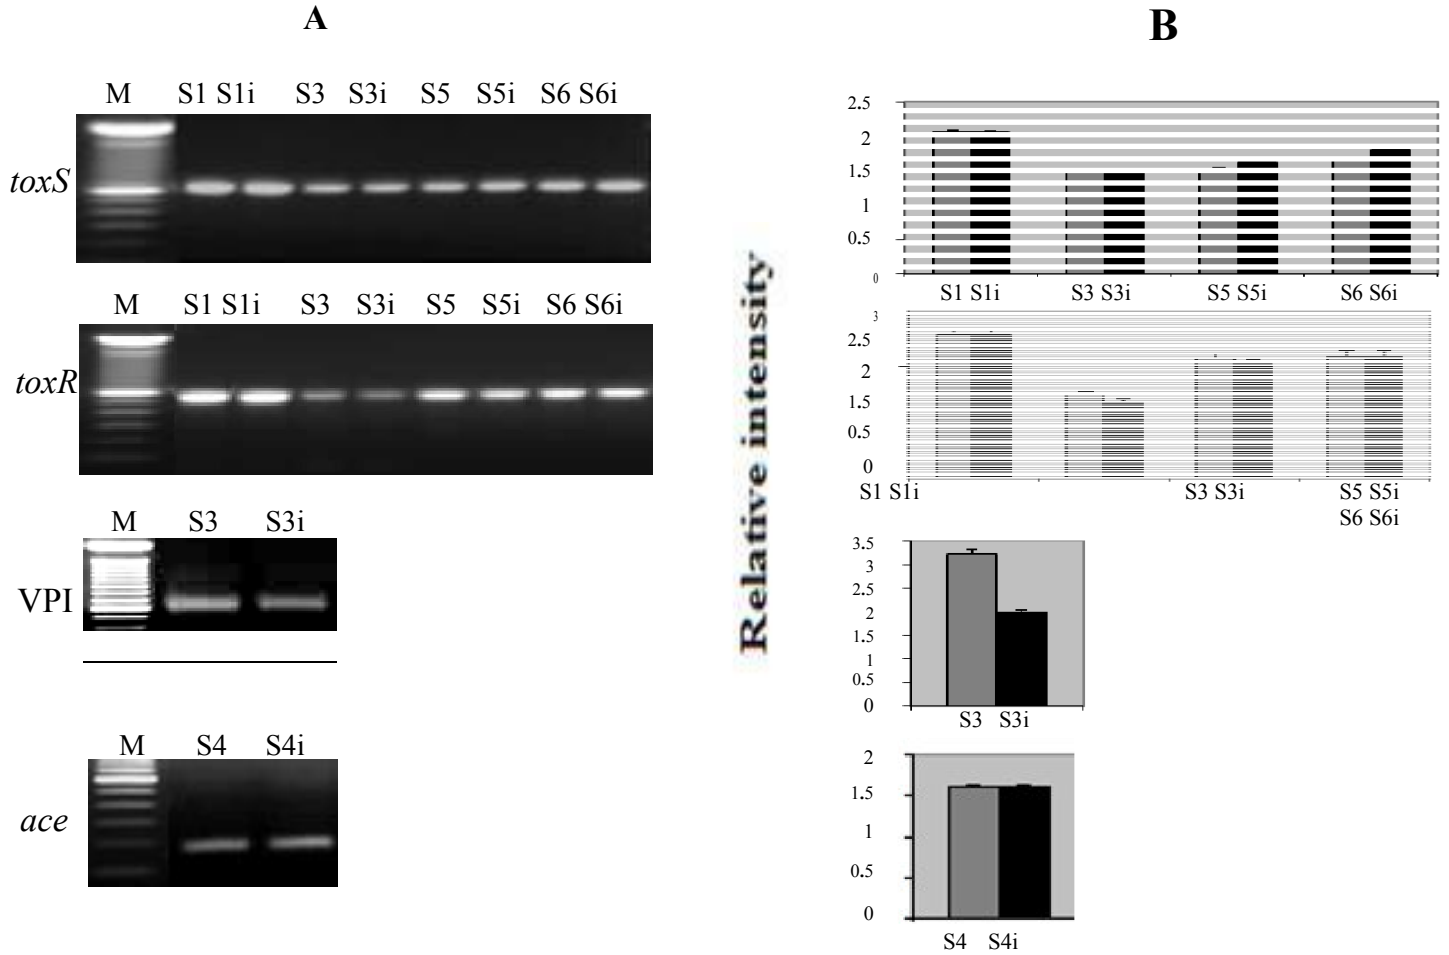 A
M S1 S1i S3 S3i S5 S5i S6 S6i
toxS
M S1 S1i S3 S3i S5 S5i S6 S6i
toxR
M S3 S3i
VPI
M S4 S4i
ace
B
Relative intensity
2.5
2
1.5
1
0.5
0
S1 S1i S3 S3i S5 S5i S6 S6i
3
2.5
2
1.5
0.5
0
S1 S1i S3 S3i S5 S5i
S6 S6i
3.5
3
2.5
2
1.5
1
0.5
0
S3 S3i
2
1.5
1
0.5
0
S4 S4i